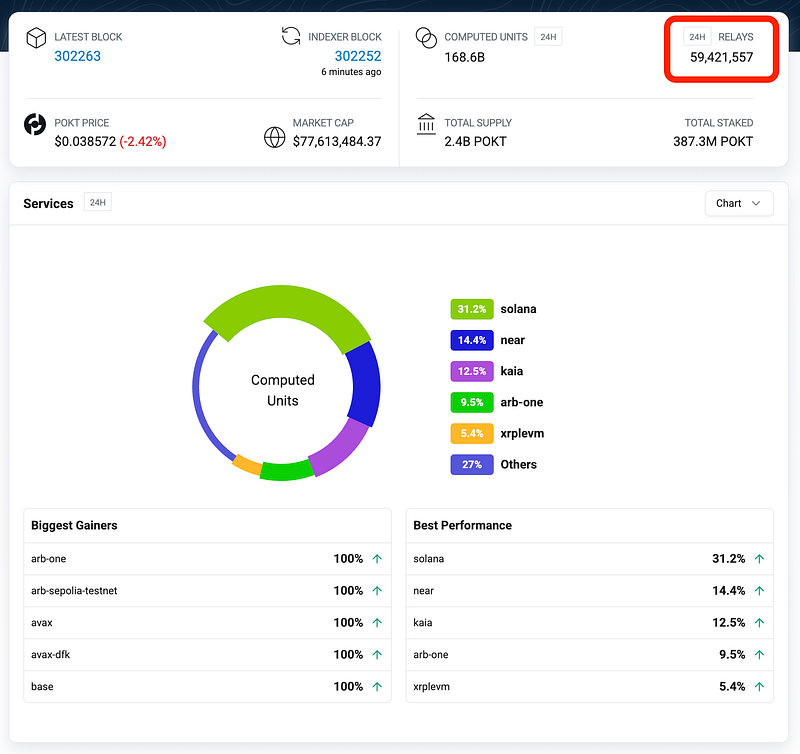 LATEST BLOCK
302263
INDEXER BLOCK
302252
6 minutes ago
COMPUTED UNITS 24H
168.6B
24H RELAYS
59,421,557
POKT PRICE
$0.038572 (-2.42%)
MARKET CAP
$77,613,484.37
TOTAL SUPPLY
2.4B POKT
TOTAL STAKED
387.3M POKT
Services 24H
Chart
Computed
Units
31.2% solana
14.4% near
12.5% kaia
9.5% arb-one
5.4% xrplevm
27% Others
Biggest Gainers
arb-one 100%
arb-sepolia-testnet 100%
avax 100%
avax-dfk 100%
base 100%
Best Performance
solana 31.2%
near 14.4%
kaia 12.5%
arb-one 9.5%
xrplevm 5.4%